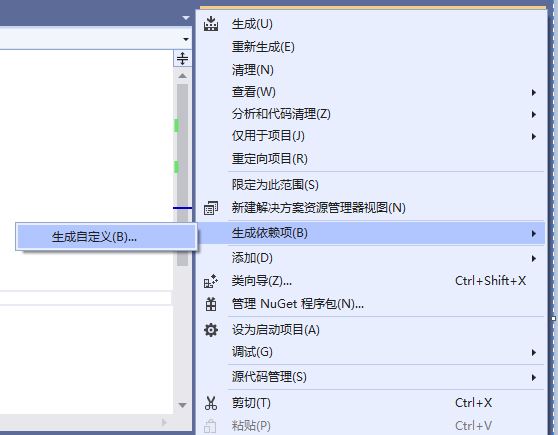 生成(U)
重新生成(E)
清理(N)
查看(W)
分析和代码清理(Z)
仅用于项目(J)
重定向项目(R)
限定为此范围(S)
新建解决方案资源管理器视图(N)
生成依赖项(B)
生成自定义(B)...
添加(D)
类向导(Z)... Ctrl+Shift+X
管理 NuGet 程序包(N)...
设为启动项目(A)
调试(G)
源代码管理(S)
剪切(T) Ctrl+X
粘贴(P) Ctrl+V